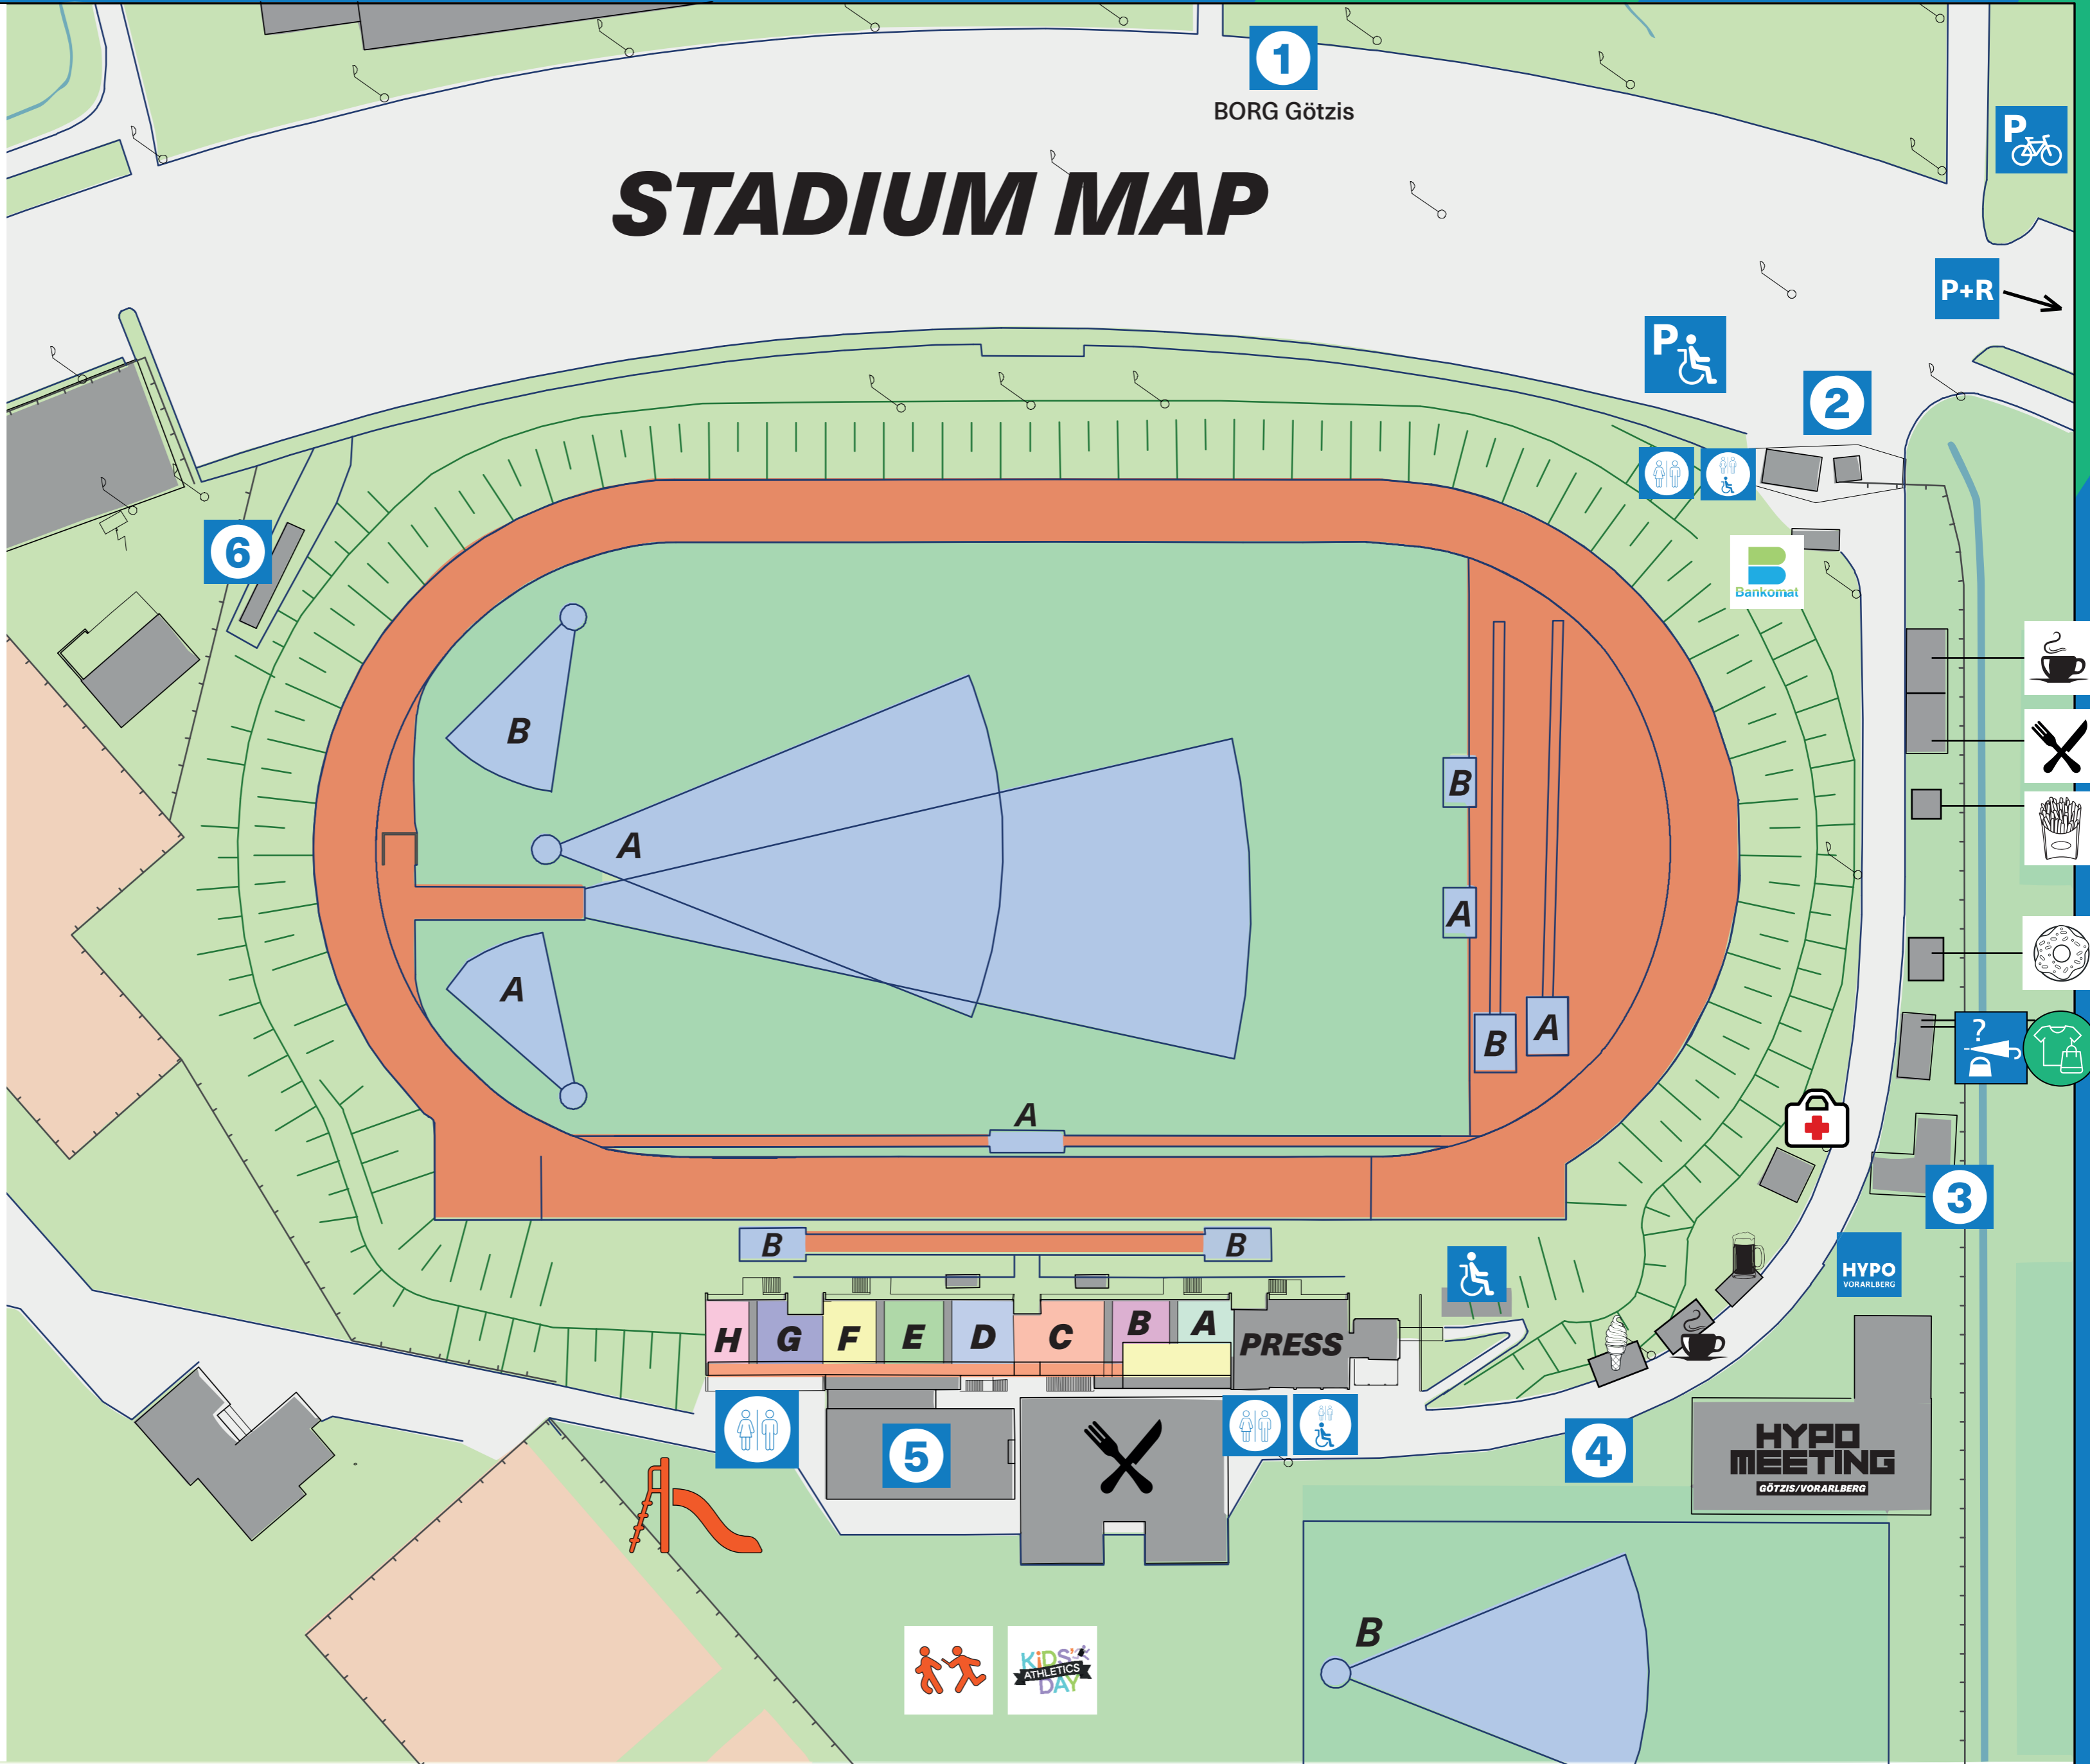 1
BORG Götzis
P
STADIUM MAP
P+R
P
2
6
Bankomat
B
B
A
A
A
B
A
?
A
3
B
B
HYPO
VORARLBERG
H
G
F
E
D
C
B
A
PRESS
5
4
HYPO
MEETING
GÖTZIS/VORARLBERG
B
KiDS'
ATHLETICS
DAY